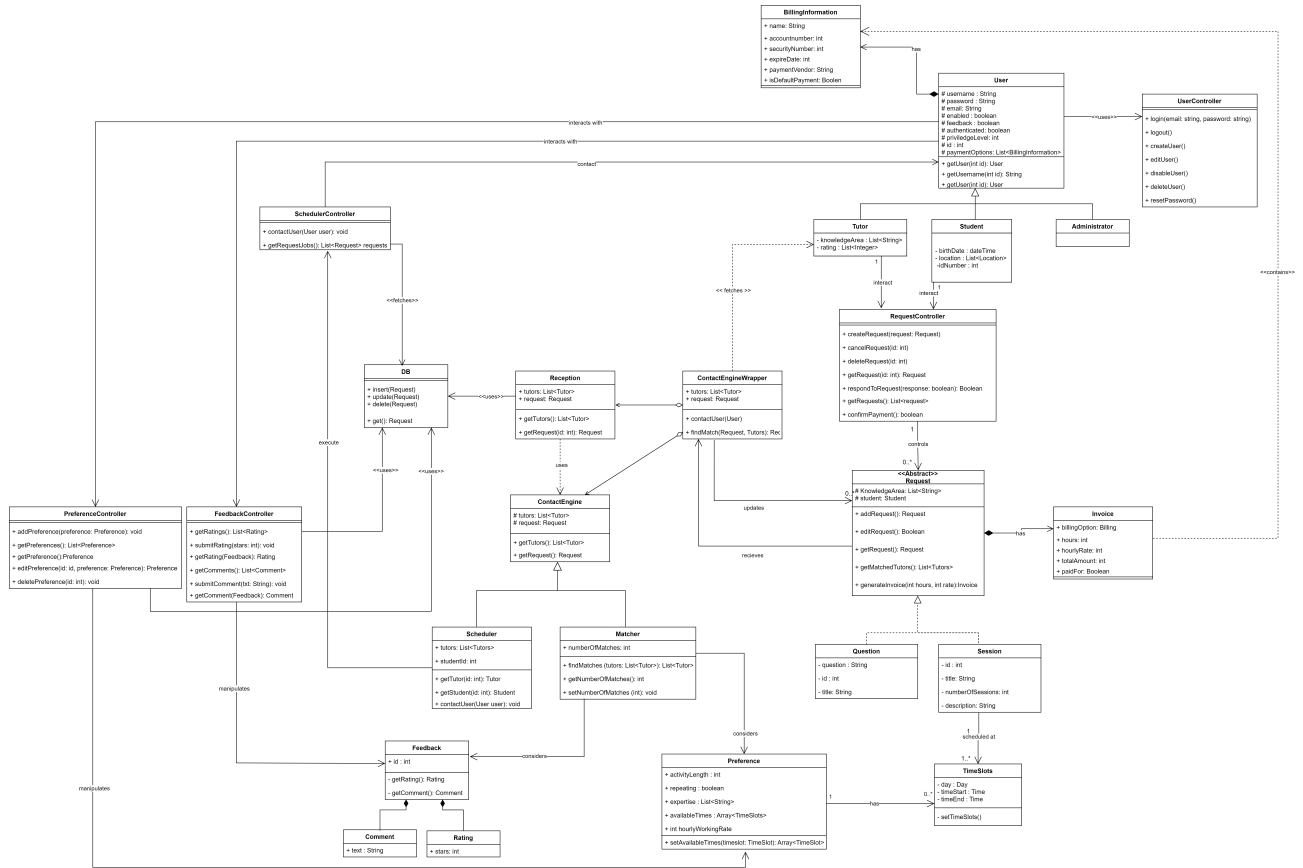 BillingInformation
+ name: String
+ accountnumber: int
+ securityNumber: int
+ expireDate: int
+ paymentVendor: String
+ isDefaultPayment: Boolen
has
<<contains>>
User
# username : String
# password : String
# email: String
# enabled : boolean
# feedback : boolean
# authenticated: boolean
# priviledgeLevel: int
# id : int
# paymentOptions: List<BillingInformation>
+ getUser(int id): User
+ getUsername(int id): String
+ getUser(int id): User
<<uses>>
UserController
+ login(email: string, password: string)
+ logout()
+ createUser()
+ editUser()
+ disableUser()
+ deleteUser()
+ resetPassword()
interacts with
interacts with
contact
SchedulerController
+ contactUser(User user): void
+ getRequestJobs(): List<Request> requests
Tutor
- knowledgeArea : List<String>
- rating : List<Integer>
Student
- birthDate : dateTime
- location : List<Location>
-idNumber : int
Administrator
1
interact
1
interact
<< fetches >>
<<fetches>>
RequestController
+ createRequest(request: Request)
+ cancelRequest(id: int)
+ deleteRequest(id: int)
+ getRequest(id: int): Request
+ respondToRequest(response: boolean): Boolean
+ getRequests(): List<request>
+ confirmPayment(): boolean
DB
+ insert(Request)
+ update(Request)
+ delete(Request)
+ get(): Request
<<uses>>
Reception
+ tutors: List<Tutor>
+ request: Request
+ getTutors(): List<Tutor>
+ getRequest(id: int): Request
ContactEngineWrapper
+ tutors: List<Tutor>
+ request: Request
+ contactUser(User)
+ findMatch(Request, Tutors): Rec
1
controls
0..*
execute
<<uses>>
<<uses>>
uses
<<Abstract>>
Request
# KnowledgeArea: List<String>
# student: Student
+ addRequest(): Request
+ editRequest(): Boolean
+ getRequest(): Request
+ getMatchedTutors(): List<Tutors>
+ generateInvoice(int hours, int rate):Invoice
0..*
updates
recieves
has
Invoice
+ billingOption: Billing
+ hours: int
+ hourlyRate: int
+ totalAmount: int
+ paidFor: Boolean
ContactEngine
# tutors: List<Tutor>
# request: Request
+ getTutors(): List<Tutor>
+ getRequest(): Request
PreferenceController
+ addPreference(preference: Preference): void
+ getPrefernces(): List<Preference>
+ getPreference():Preference
+ editPreference(id: id, preference: Preference): Preference
+ deletePreference(id: int): void
FeedbackController
+ getRatings(): List<Rating>
+ submitRating(stars: int): void
+ getRating(Feedback): Rating
+ getComments(): List<Comment>
+ submitComment(txt: String): void
+ getComment(Feedback): Comment
Scheduler
+ tutors: List<Tutors>
+ studentId: int
+ getTutor(id: int): Tutor
+ getStudent(id: int): Student
+ contactUser(User user): void
Matcher
+ numberOfMatches: int
+ findMatches (tutors: List<Tutor>): List<Tutor>
+ getNumberOfMatches(): int
+ setNumberOfMatches (int): void
Question
- question : String
- id : int
- title: String
Session
- id : int
- title: String
- numberOfSessions: int
- description: String
manipulates
considers
considers
1
scheduled at
1..*
Feedback
+ id : int
- getRating(): Rating
- getComment(): Comment
Preference
+ activityLength : int
+ repeating : boolean
+ expertise : List<String>
+ availableTimes : Array<TimeSlots>
+ int hourlyWorkingRate
+ setAvailableTimes(timeslot: TimeSlot): Array<TimeSlot>
1
has
0..*
TimeSlots
- day : Day
- timeStart : Time
- timeEnd : Time
- setTimeSlots()
manipulates
Comment
+ text : String
Rating
+ stars: int